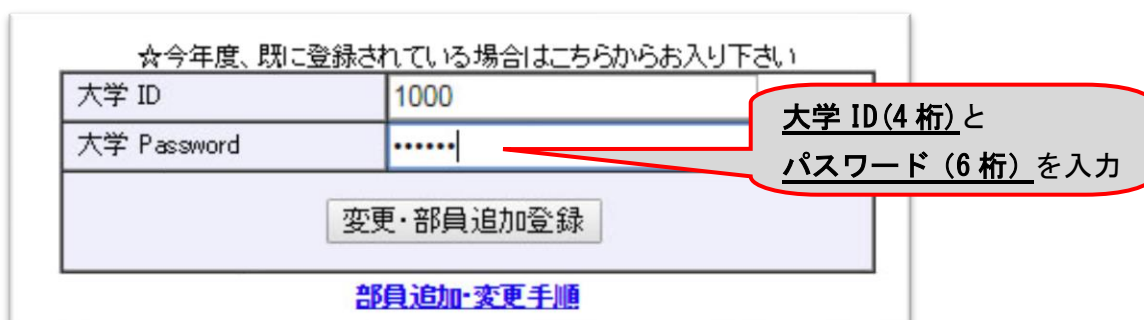 ☆今年度、既に登録されている場合はこちらからお入り下さい
大学 ID
1000
大学 Password
••••••
大学 ID(4 桁)と
パスワード（6 桁）を入力
変更・部員追加登録
部員追加・変更手順